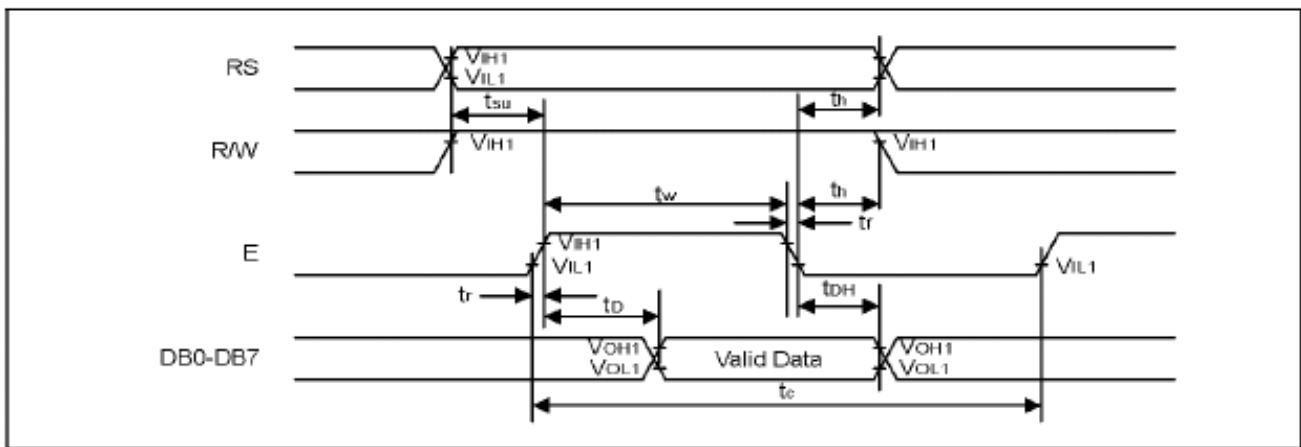 RS
VIH1
VIL1
tsu
th
R/W
VIH1
VIH1
tw
th
tf
E
VIH1
VIL1
VIL1
tr
tD
tDH
DB0-DB7
VOH1
VOL1
Valid Data
VOH1
VOL1
tc